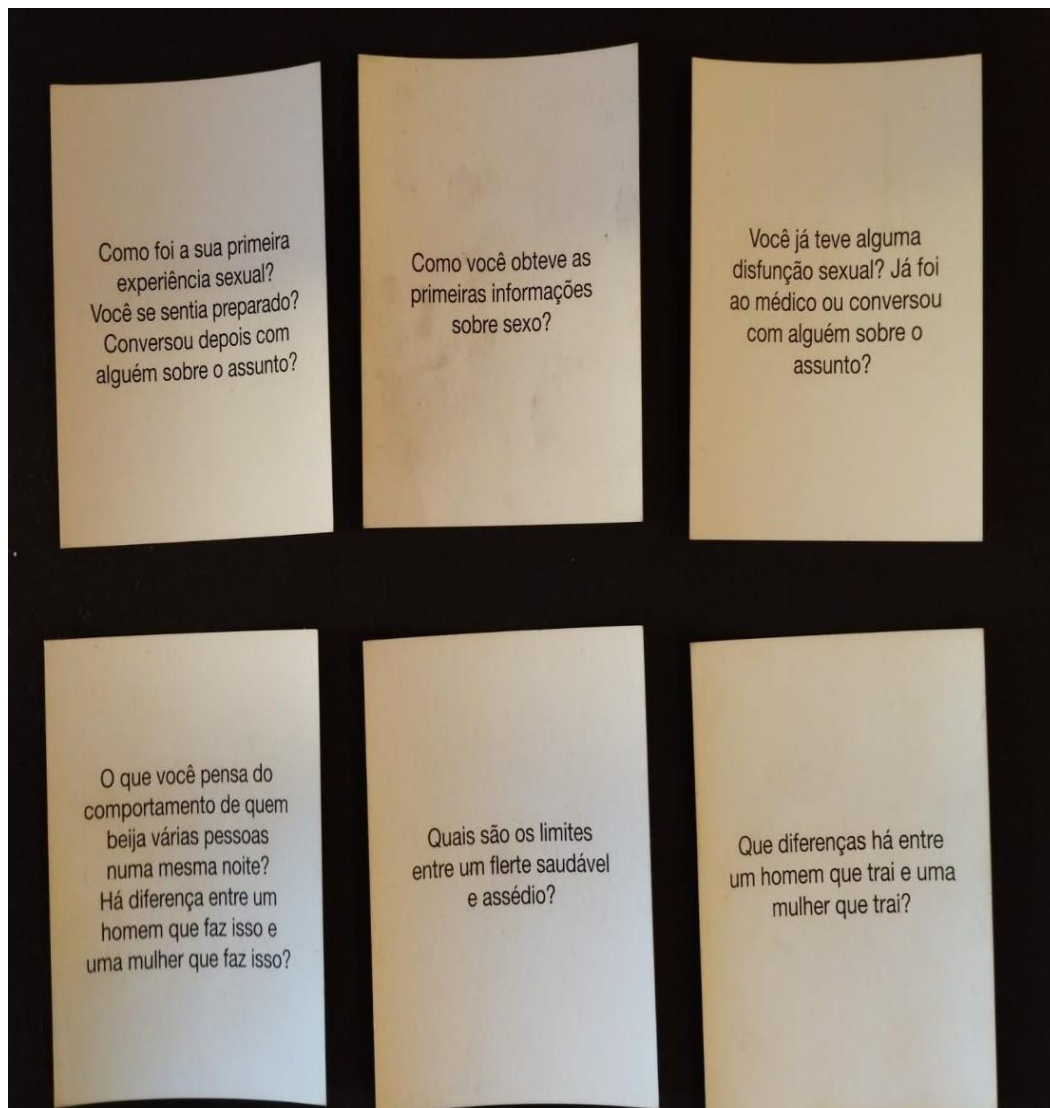 Como foi a sua primeira
experiência sexual?
Você se sentia preparado?
Conversou depois com
alguém sobre o assunto?
Como você obteve as
primeiras informações
sobre sexo?
Você já teve alguma
disfunção sexual? Já foi
ao médico ou conversou
com alguém sobre o
assunto?
O que você pensa do
comportamento de quem
beija várias pessoas
numa mesma noite?
Há diferença entre um
homem que faz isso e
uma mulher que faz isso?
Quais são os limites
entre um flerte saudável
e assédio?
Que diferenças há entre
um homem que trai e uma
mulher que trai?